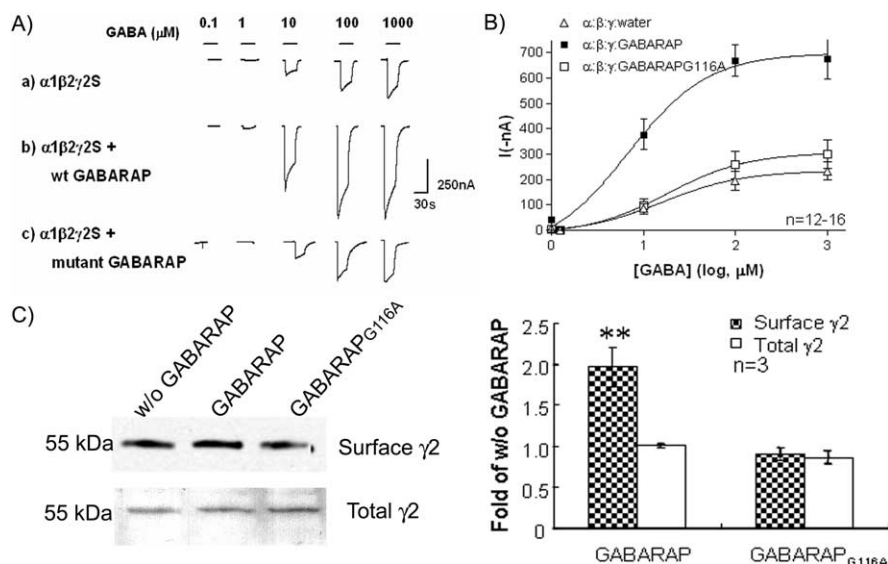 A)
GABA (μM)
0.1 1 10 100 1000
a) α1β2γ2S
b) α1β2γ2S +
wt GABARAP
c) α1β2γ2S +
mutant GABARAP
250nA
30s
B)
α:β:γ:water
α:β:γ:GABARAP
α:β:γ:GABARAPG116A
I(-nA)
700
600
500
400
300
200
100
0
0 1 2 3
n=12-16
[GABA] (log, μM)
C)
w/o GABARAP
GABARAP
GABARAPG116A
55 kDa
Surface γ2
55 kDa
Total γ2
Fold of w/o GABARAP
2.5
2.0
1.5
1.0
0.5
0
**
Surface γ2
Total γ2
n=3
GABARAP
GABARAPG116A